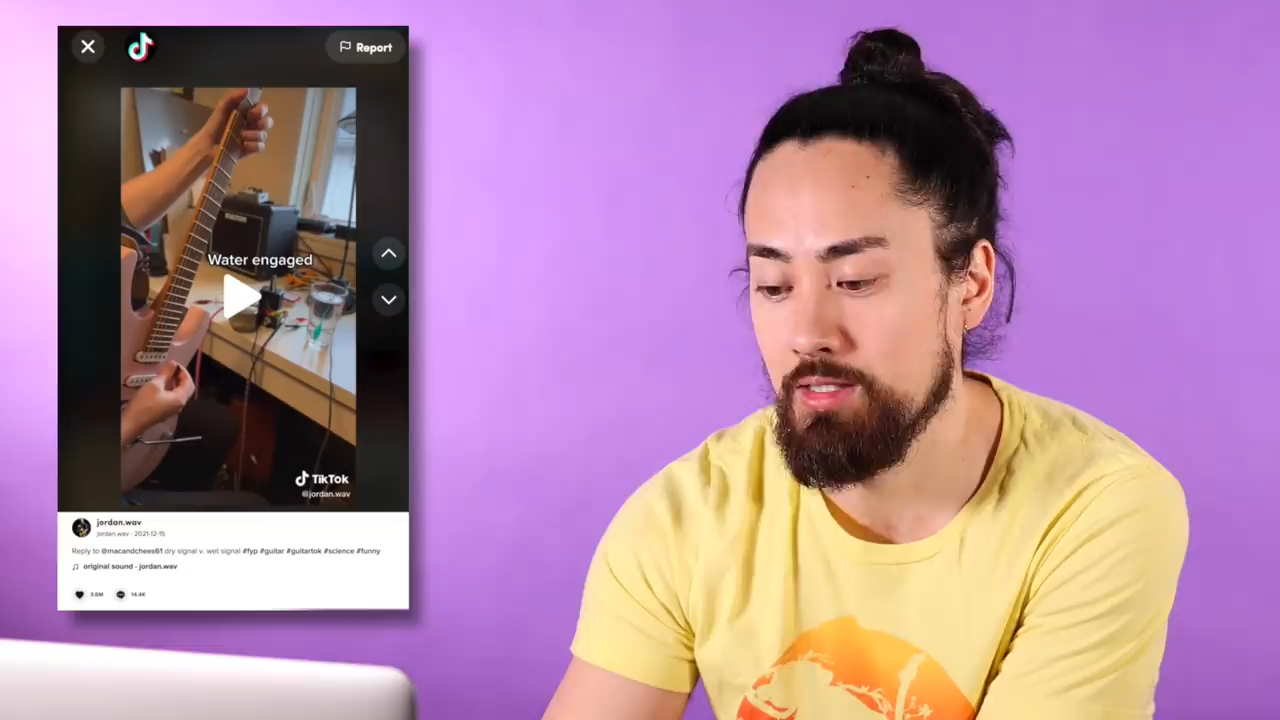 Report
Water engaged
TikTok
@jordan.wav
jordan.wav
jordan.wav · 2021-12-15
Reply to @macandchees61 dry signal v. wet signal #fyp #guitar #guitartok #science #funny
original sound - jordan.wav
3.6M 14.4K